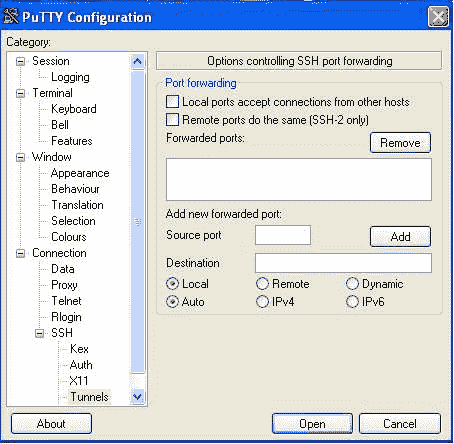 PuTTY Configuration
Category:
Session
Logging
Terminal
Keyboard
Bell
Features
Window
Appearance
Behaviour
Translation
Selection
Colours
Connection
Data
Proxy
Telnet
Rlogin
SSH
Kex
Auth
X11
Tunnels
Options controlling SSH port forwarding
Port forwarding
Local ports accept connections from other hosts
Remote ports do the same (SSH-2 only)
Forwarded ports: Remove
Add new forwarded port:
Source port Add
Destination
Local Remote Dynamic
Auto IPv4 IPv6
About Open Cancel